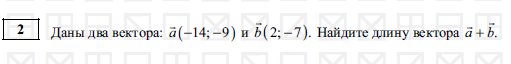 2 Даны два вектора: a⃗(−14; −9) и b⃗(2; −7). Найдите длину вектора a⃗ + b⃗.